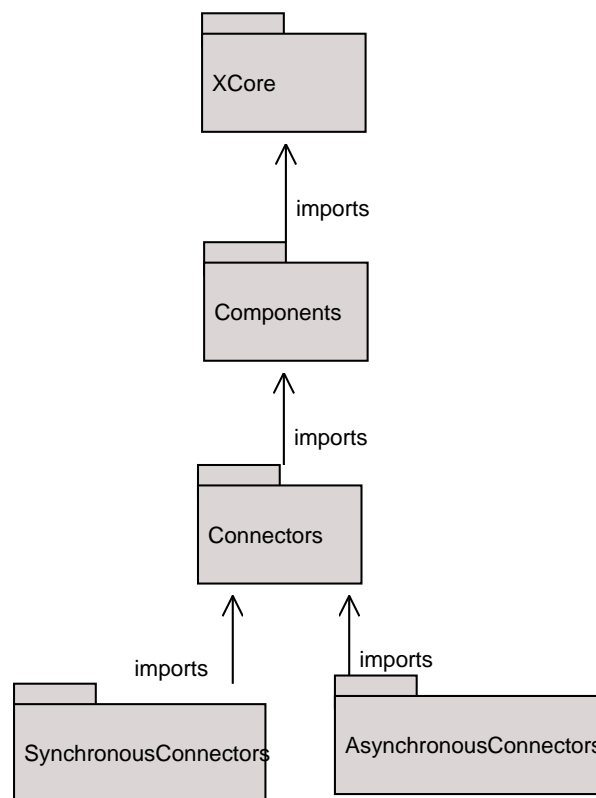 XCore
imports
Components
imports
Connectors
imports
imports
SynchronousConnectors
AsynchronousConnectors